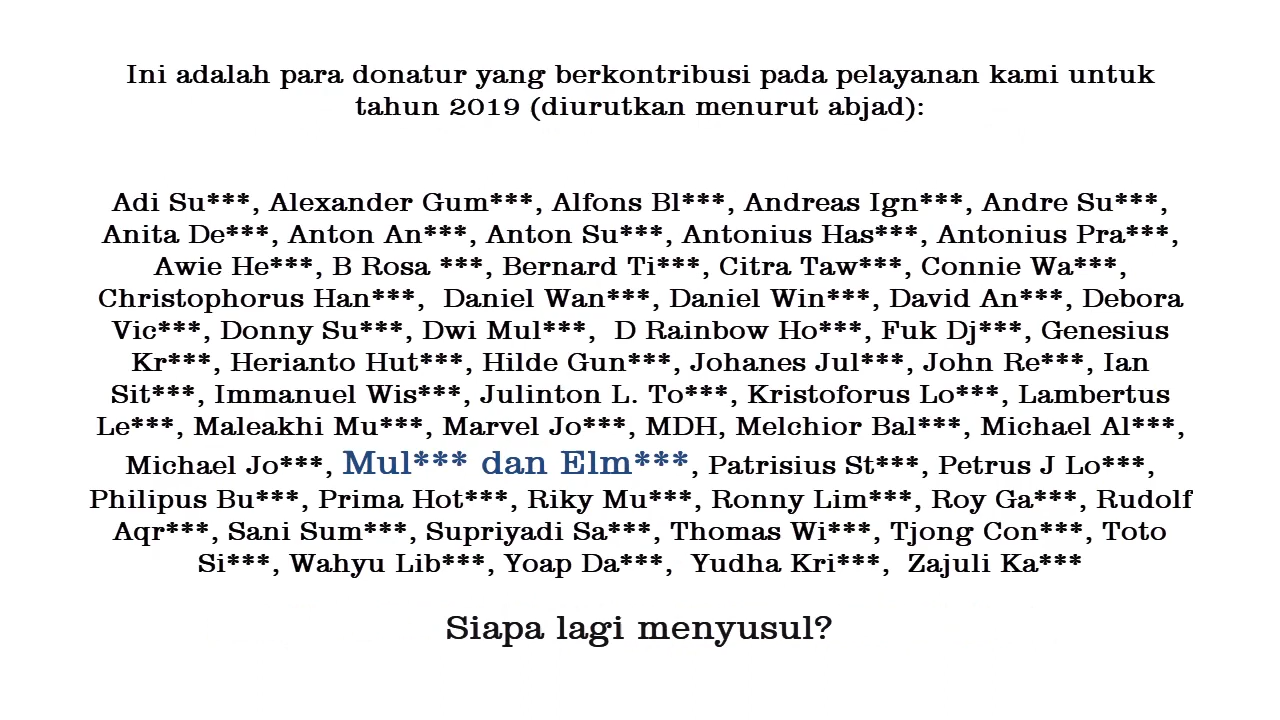 Ini adalah para donatur yang berkontribusi pada pelayanan kami untuk
tahun 2019 (diurutkan menurut abjad):
Adi Su***, Alexander Gum***, Alfons Bl***, Andreas Ign***, Andre Su***,
Anita De***, Anton An***, Anton Su***, Antonius Has***, Antonius Pra***,
Awie He***, B Rosa ***, Bernard Ti***, Citra Taw***, Connie Wa***,
Christophorus Han***,  Daniel Wan***, Daniel Win***, David An***, Debora
Vic***, Donny Su***, Dwi Mul***,  D Rainbow Ho***, Fuk Dj***, Genesius
Kr***, Herianto Hut***, Hilde Gun***, Johanes Jul***, John Re***, Ian
Sit***, Immanuel Wis***, Julinton L. To***, Kristoforus Lo***, Lambertus
Le***, Maleakhi Mu***, Marvel Jo***, MDH, Melchior Bal***, Michael Al***,
Michael Jo***, Mul*** dan Elm***, Patrisius St***, Petrus J Lo***,
Philipus Bu***, Prima Hot***, Riky Mu***, Ronny Lim***, Roy Ga***, Rudolf
Aqr***, Sani Sum***, Supriyadi Sa***, Thomas Wi***, Tjong Con***, Toto
Si***, Wahyu Lib***, Yoap Da***,  Yudha Kri***,  Zajuli Ka***
Siapa lagi menyusul?